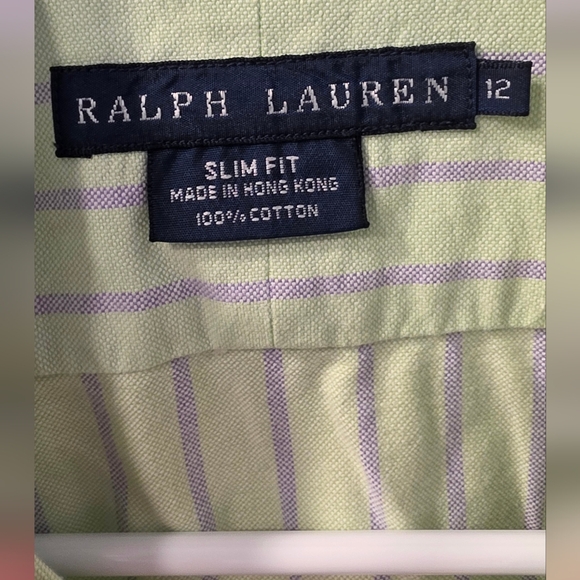 RALPH LAUREN 12
SLIM FIT
MADE IN HONG KONG
100% COTTON